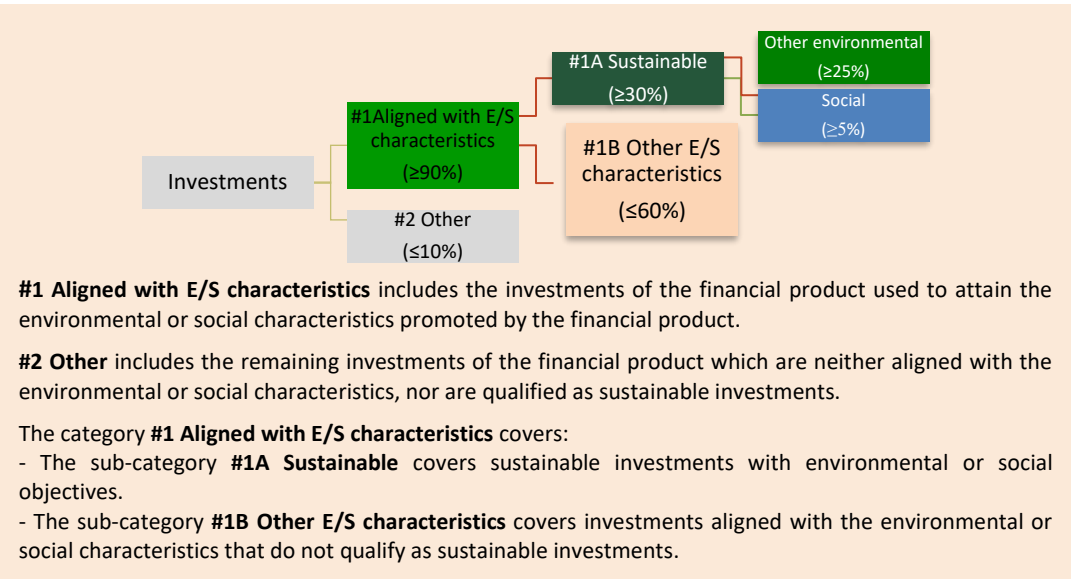 Other environmental
(≥25%)
#1A Sustainable
(≥30%)
Social
(≥5%)
#1Aligned with E/S
characteristics
(≥90%)
#1B Other E/S
characteristics
(≤60%)
Investments
#2 Other
(≤10%)
#1 Aligned with E/S characteristics includes the investments of the financial product used to attain the
environmental or social characteristics promoted by the financial product.
#2 Other includes the remaining investments of the financial product which are neither aligned with the
environmental or social characteristics, nor are qualified as sustainable investments.
The category #1 Aligned with E/S characteristics covers:
- The sub-category #1A Sustainable covers sustainable investments with environmental or social
objectives.
- The sub-category #1B Other E/S characteristics covers investments aligned with the environmental or
social characteristics that do not qualify as sustainable investments.